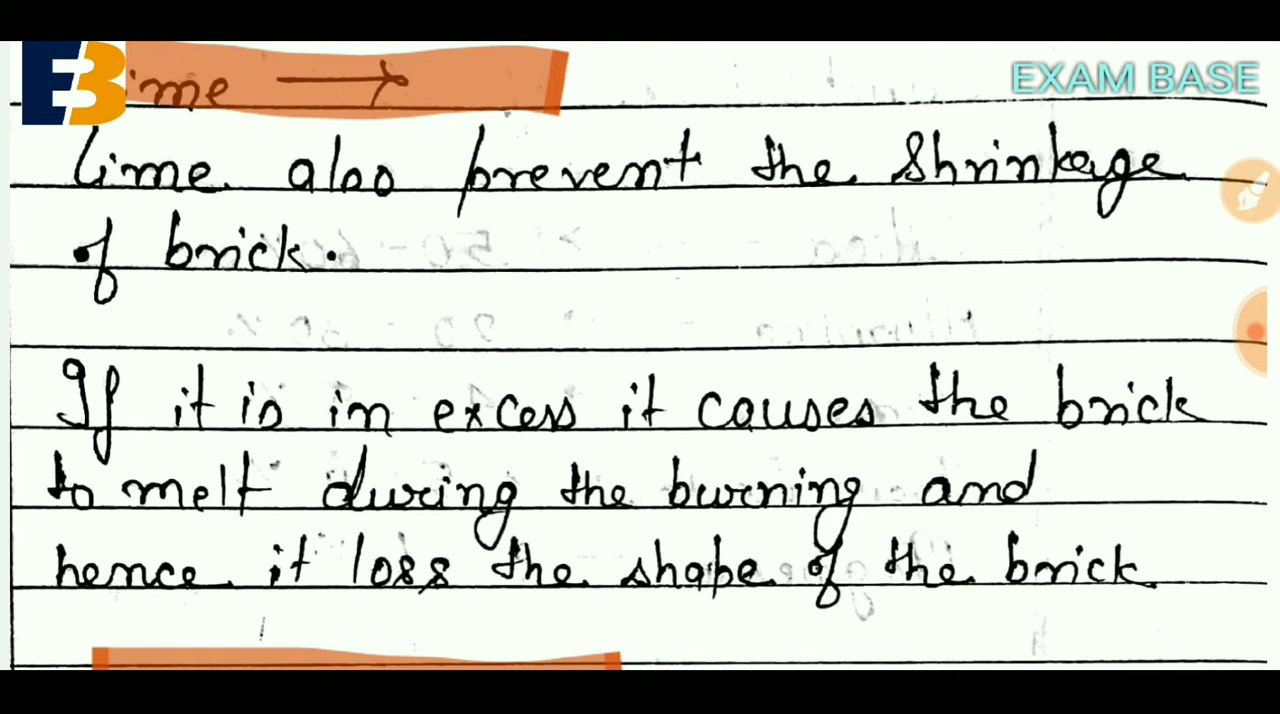 EXAM BASE
ime →
Lime also prevent the Shrinkage
of brick.
If it is in excess it causes the brick
to melt during the burning and
hence it loss the shape of the brick